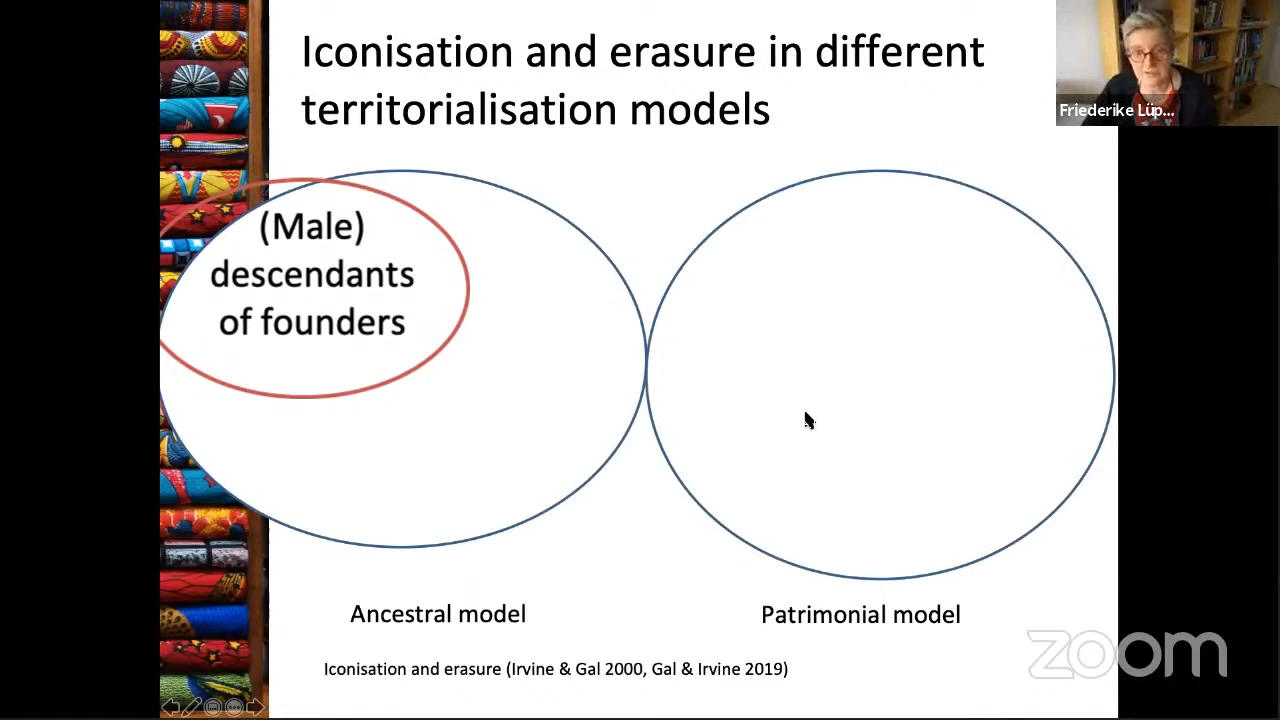 Iconisation and erasure in different
territorialisation models
Friederike Lüp...
(Male)
descendants
of founders
Ancestral model
Patrimonial model
Iconisation and erasure (Irvine & Gal 2000, Gal & Irvine 2019)
zoom